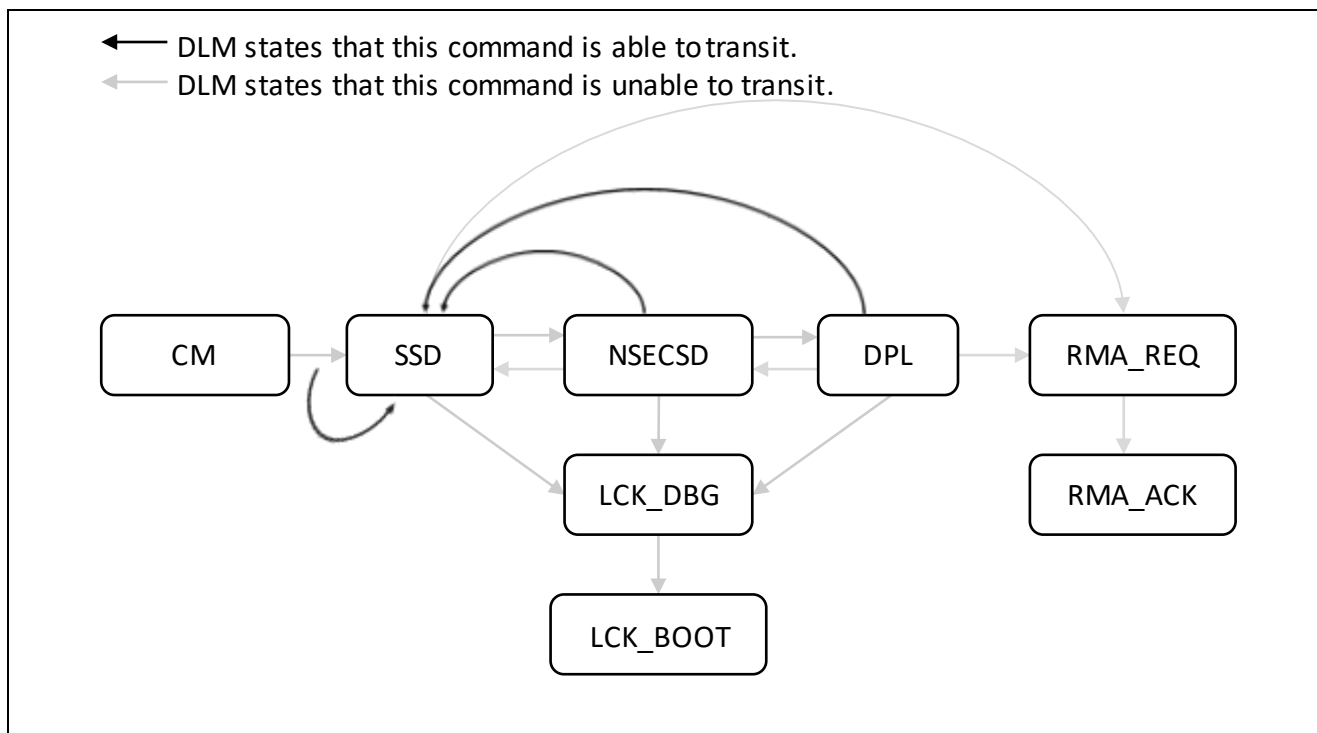 DLM states that this command is able to transit.
DLM states that this command is unable to transit.
CM
SSD
NSECSD
DPL
RMA_REQ
LCK_DBG
RMA_ACK
LCK_BOOT